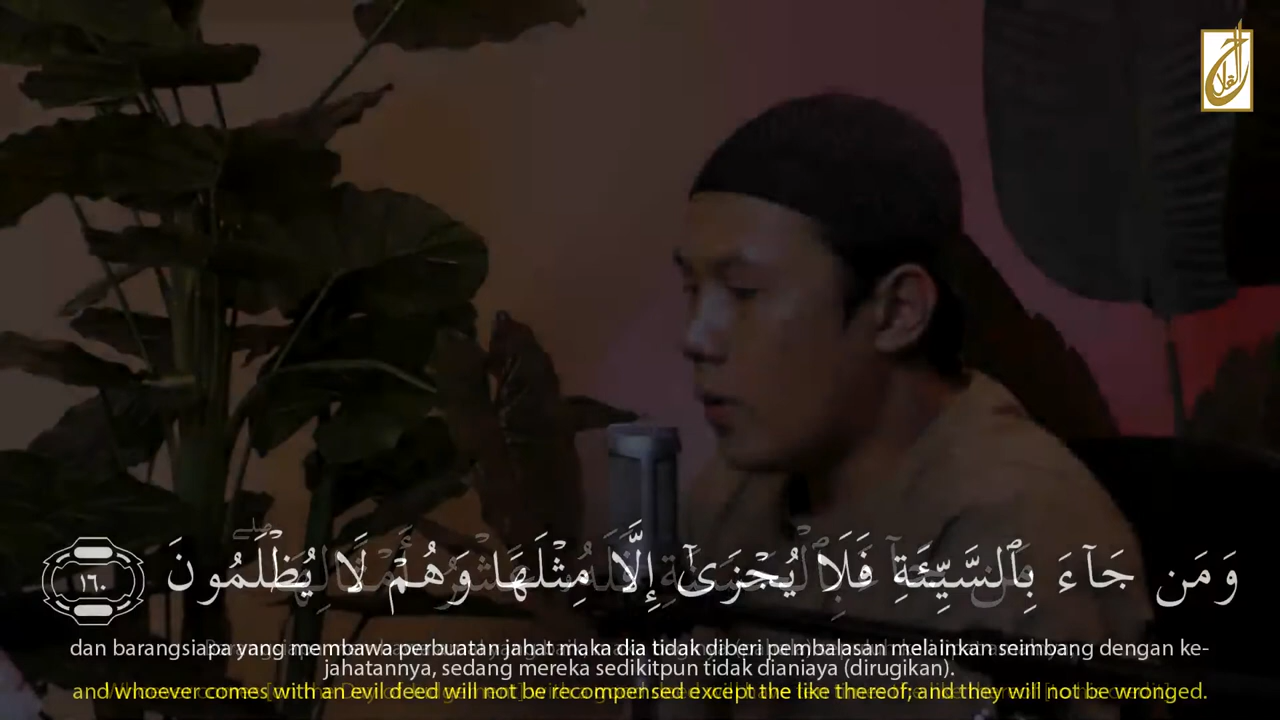 وَمَن جَآءَ بِٱلسَّيِّئَةِ فَلَا يُجْزَىٰٓ إِلَّا مِثْلَهَا وَهُمْ لَا يُظْلَمُونَ ١٦٠
dan barangsiapa yang membawa perbuatan jahat maka dia tidak diberi pembalasan melainkan seimbang dengan ke-
jahatannya, sedang mereka sedikitpun tidak dianiaya (dirugikan).
and whoever comes with an evil deed will not be recompensed except the like thereof; and they will not be wronged.